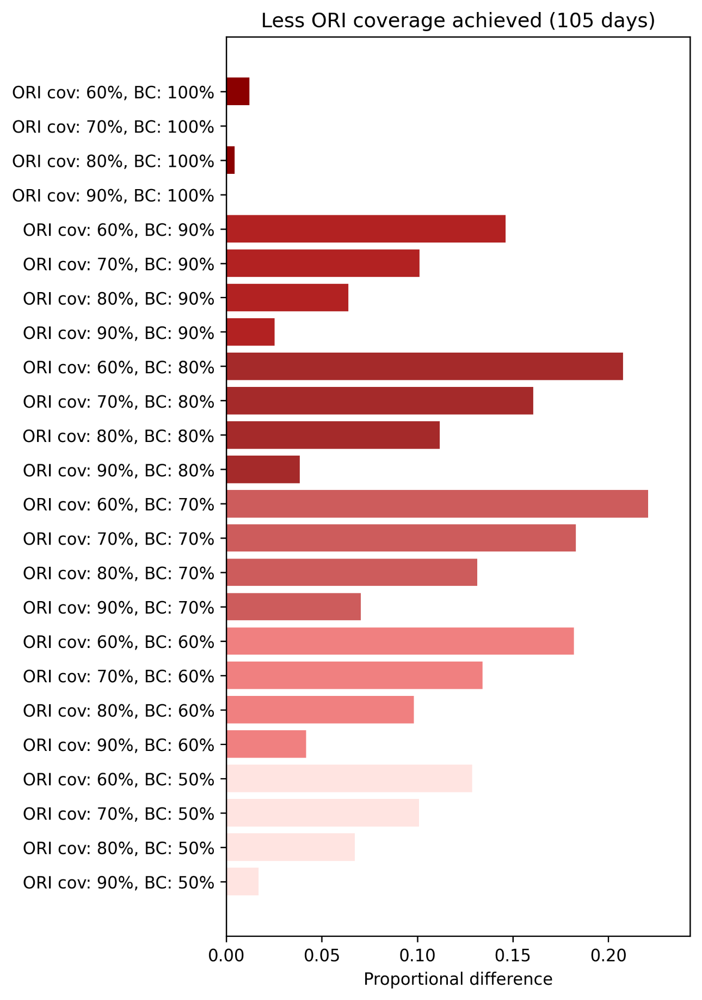 Less ORI coverage achieved (105 days)
ORI cov: 60%, BC: 100%
ORI cov: 70%, BC: 100%
ORI cov: 80%, BC: 100%
ORI cov: 90%, BC: 100%
ORI cov: 60%, BC: 90%
ORI cov: 70%, BC: 90%
ORI cov: 80%, BC: 90%
ORI cov: 90%, BC: 90%
ORI cov: 60%, BC: 80%
ORI cov: 70%, BC: 80%
ORI cov: 80%, BC: 80%
ORI cov: 90%, BC: 80%
ORI cov: 60%, BC: 70%
ORI cov: 70%, BC: 70%
ORI cov: 80%, BC: 70%
ORI cov: 90%, BC: 70%
ORI cov: 60%, BC: 60%
ORI cov: 70%, BC: 60%
ORI cov: 80%, BC: 60%
ORI cov: 90%, BC: 60%
ORI cov: 60%, BC: 50%
ORI cov: 70%, BC: 50%
ORI cov: 80%, BC: 50%
ORI cov: 90%, BC: 50%
0.00 0.05 0.10 0.15 0.20
Proportional difference